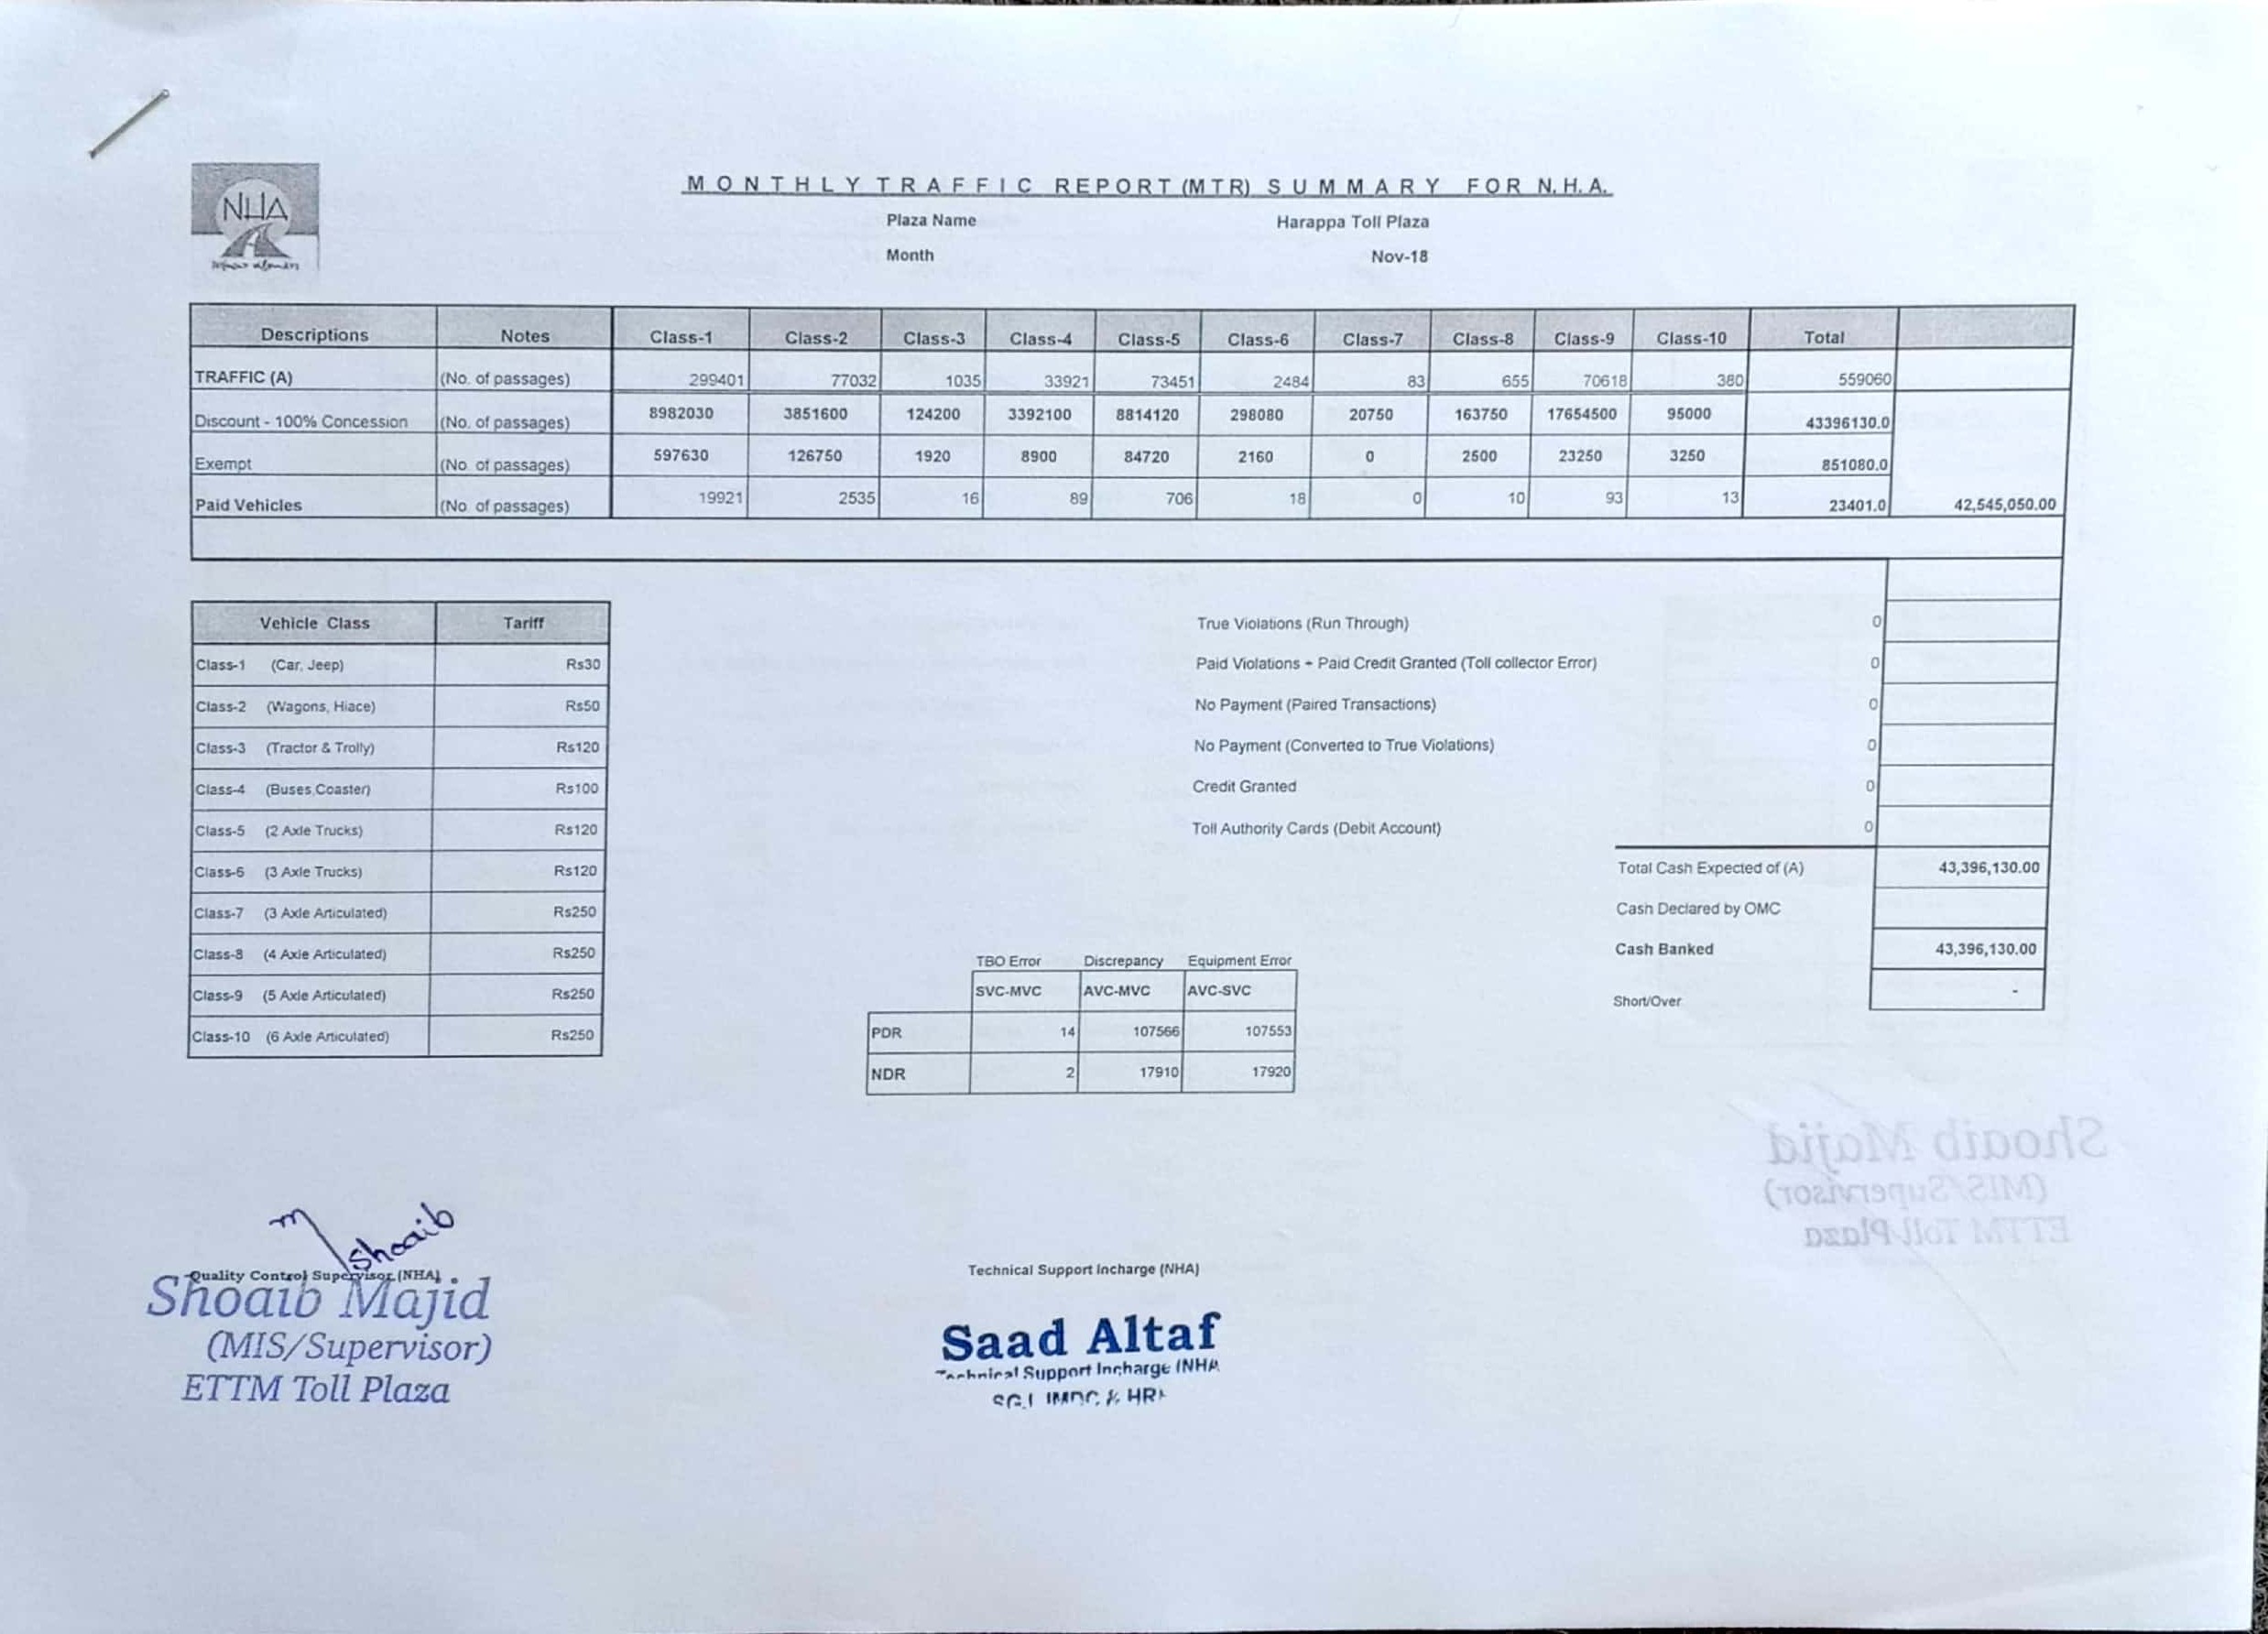 NHA
MONTHLY TRAFFIC REPORT (MTR) SUMMARY FOR N.H.A.
Plaza Name Harappa Toll Plaza
Month Nov-18
Descriptions Notes Class-1 Class-2 Class-3 Class-4 Class-5 Class-6 Class-7 Class-8 Class-9 Class-10 Total
TRAFFIC (A) (No. of passages) 299401 77032 1035 33921 73451 2484 83 655 70618 380 559060
Discount - 100% Concession (No. of passages) 8982030 3851600 124200 3392100 8814120 298080 20750 163750 17654500 95000 43396130.0
Exempt (No. of passages) 597630 126750 1920 8900 84720 2160 0 2500 23250 3250 851080.0
Paid Vehicles (No. of passages) 19921 2535 16 89 706 18 0 10 93 13 23401.0 42,545,050.00
Vehicle Class Tariff
Class-1 (Car, Jeep) Rs30
Class-2 (Wagons, Hiace) Rs50
Class-3 (Tractor & Trolly) Rs120
Class-4 (Buses,Coaster) Rs100
Class-5 (2 Axle Trucks) Rs120
Class-6 (3 Axle Trucks) Rs120
Class-7 (3 Axle Articulated) Rs250
Class-8 (4 Axle Articulated) Rs250
Class-9 (5 Axle Articulated) Rs250
Class-10 (6 Axle Articulated) Rs250
True Violations (Run Through) 0
Paid Violations + Paid Credit Granted (Toll collector Error) 0
No Payment (Paired Transactions) 0
No Payment (Converted to True Violations) 0
Credit Granted 0
Toll Authority Cards (Debit Account) 0
Total Cash Expected of (A) 43,396,130.00
Cash Declared by OMC
Cash Banked 43,396,130.00
Short/Over -
TBO Error Discrepancy Equipment Error
SVC-MVC AVC-MVC AVC-SVC
PDR 14 107566 107553
NDR 2 17910 17920
Shoaib Majid
(MIS/Supervisor)
ETTM Toll Plaza
M Shoaib
Quality Control Supervisor (NHA)
Shoaib Majid
(MIS/Supervisor)
ETTM Toll Plaza
Technical Support Incharge (NHA)
Saad Altaf
Technical Support Incharge (NHA